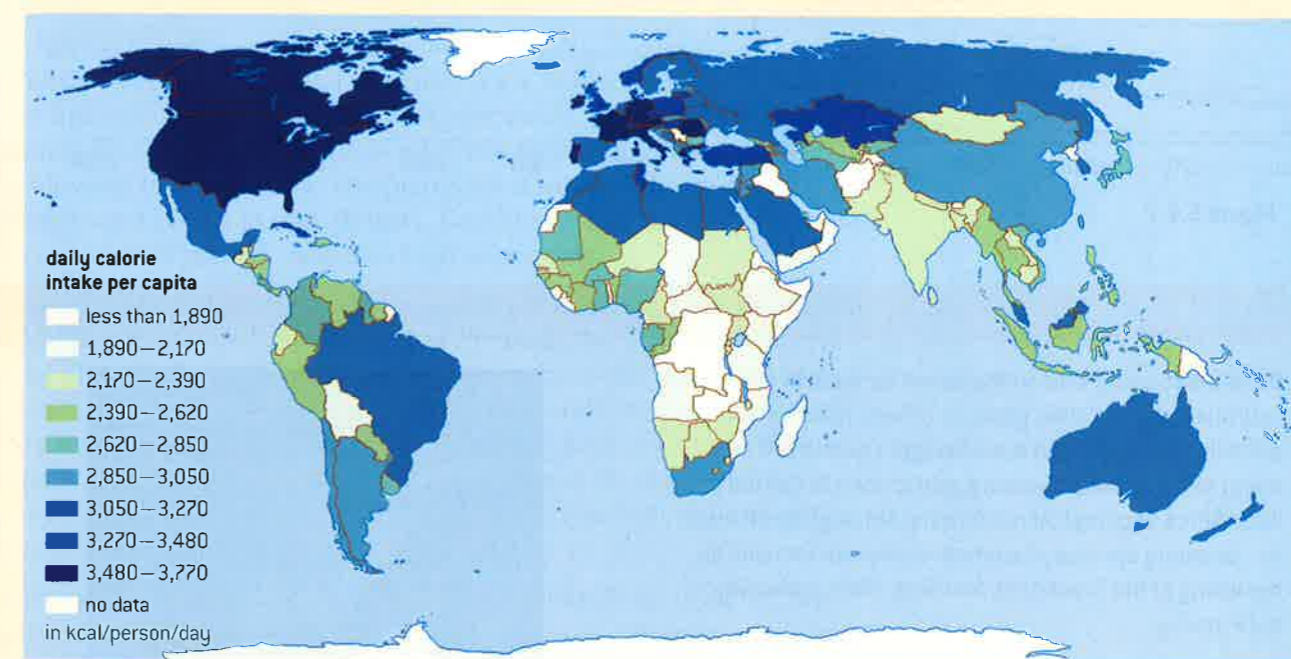 daily calorie
intake per capita
less than 1,890
1,890–2,170
2,170–2,390
2,390–2,620
2,620–2,850
2,850–3,050
3,050–3,270
3,270–3,480
3,480–3,770
no data
in kcal/person/day